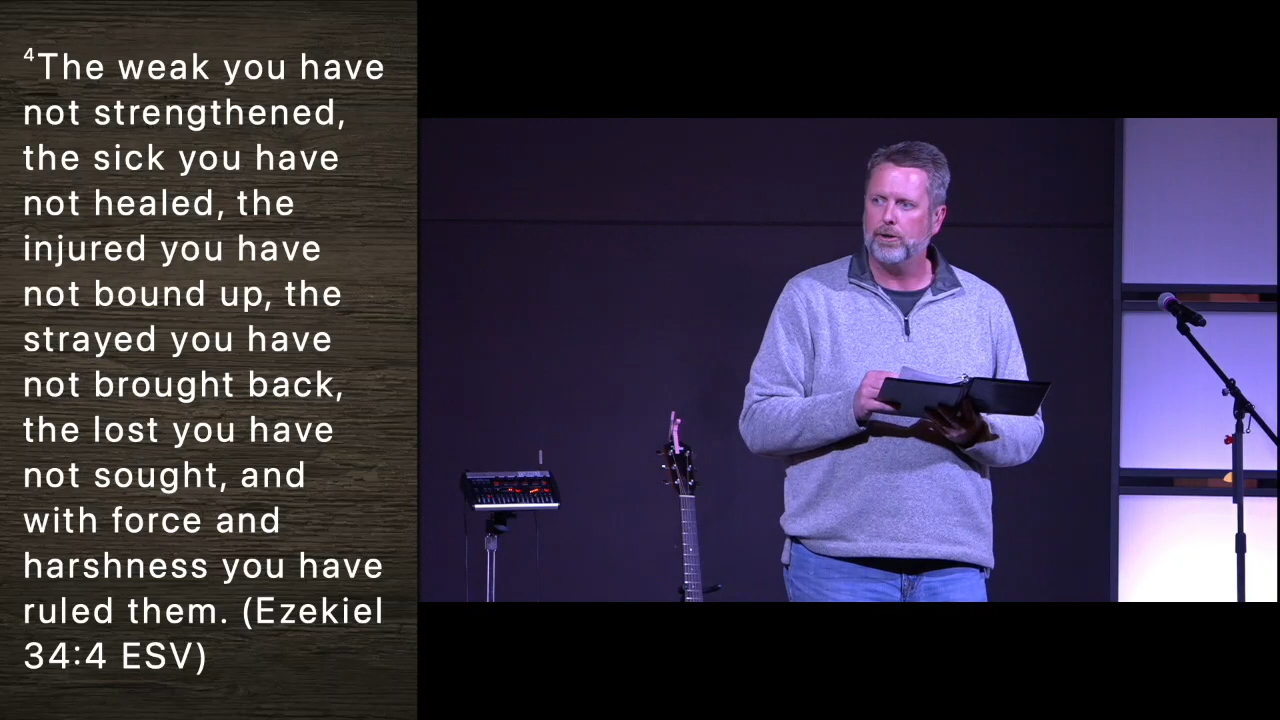 4The weak you have
not strengthened,
the sick you have
not healed, the
injured you have
not bound up, the
strayed you have
not brought back,
the lost you have
not sought, and
with force and
harshness you have
ruled them. (Ezekiel
34:4 ESV)